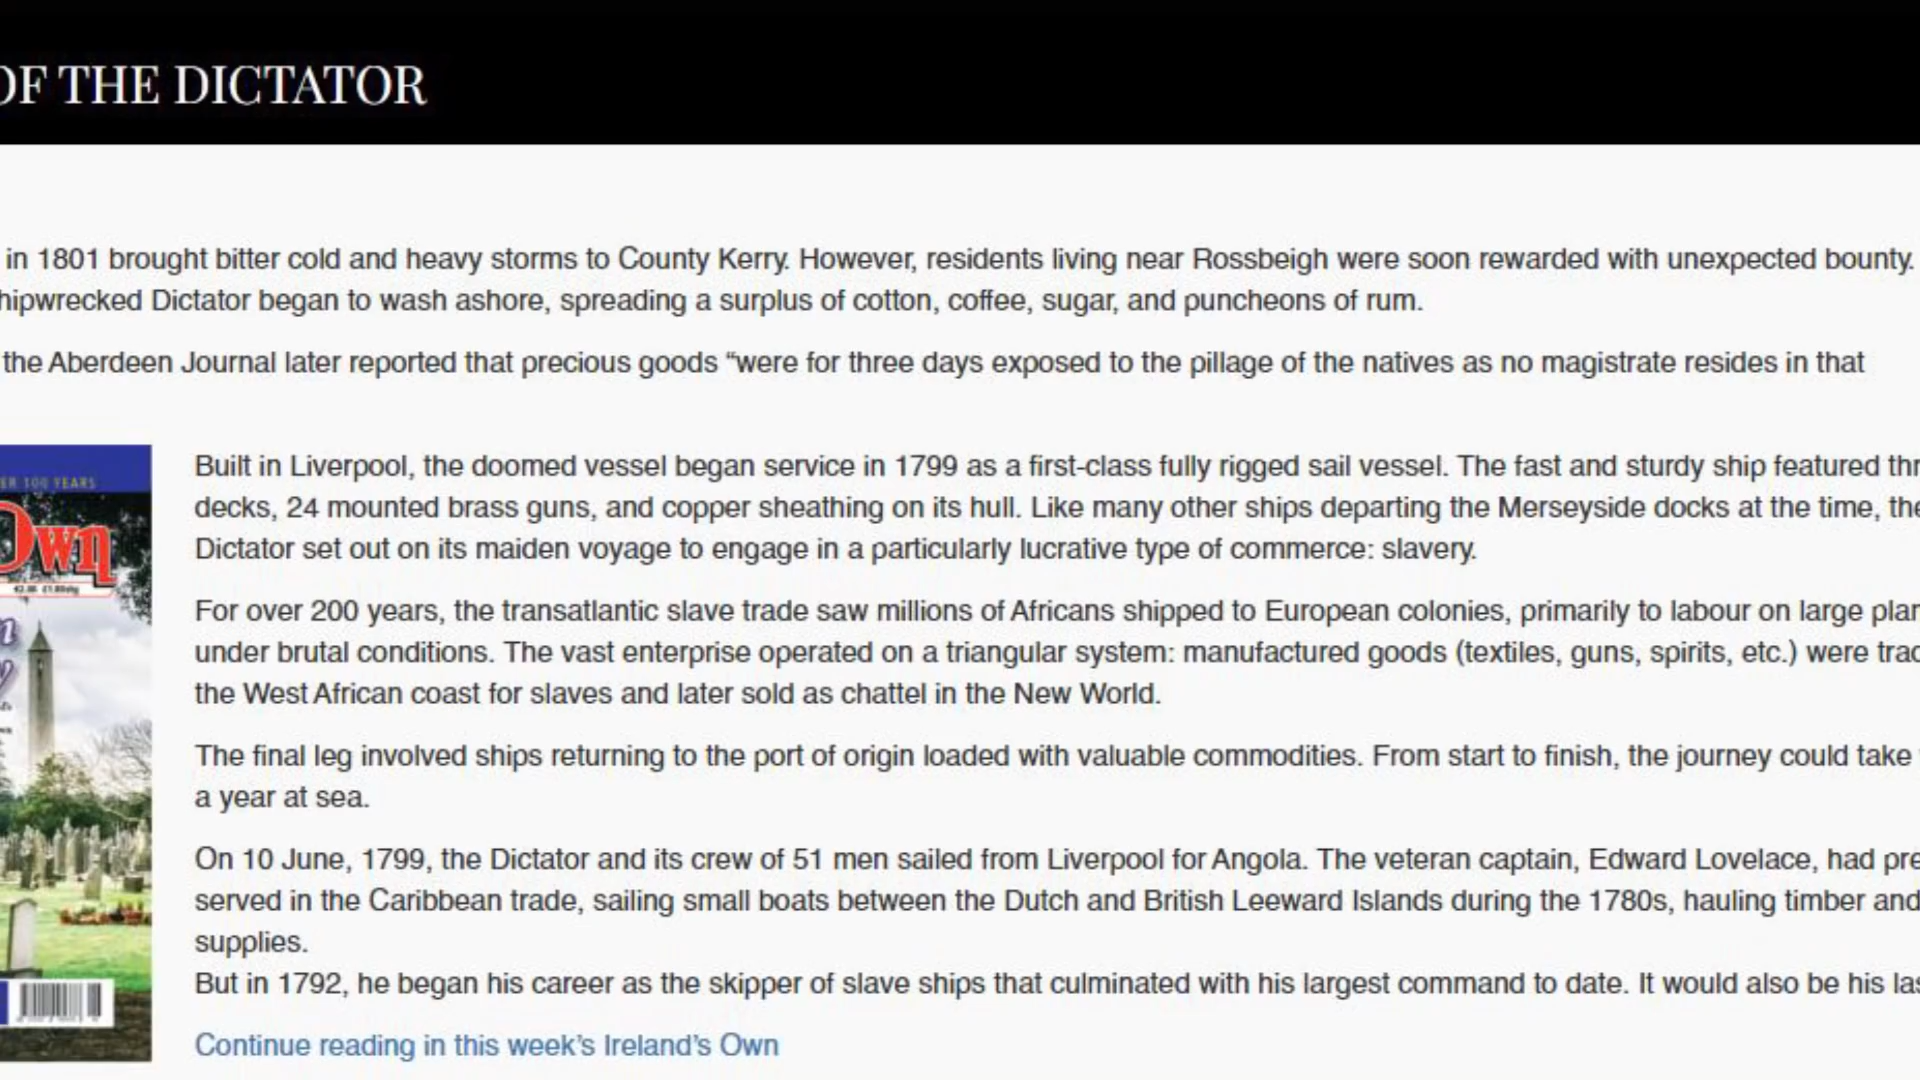 OF THE DICTATOR
in 1801 brought bitter cold and heavy storms to County Kerry. However, residents living near Rossbeigh were soon rewarded with unexpected bounty.
hipwrecked Dictator began to wash ashore, spreading a surplus of cotton, coffee, sugar, and puncheons of rum.
the Aberdeen Journal later reported that precious goods “were for three days exposed to the pillage of the natives as no magistrate resides in that
ER 100 YEARS
Own
Built in Liverpool, the doomed vessel began service in 1799 as a first-class fully rigged sail vessel. The fast and sturdy ship featured thr
decks, 24 mounted brass guns, and copper sheathing on its hull. Like many other ships departing the Merseyside docks at the time, the
Dictator set out on its maiden voyage to engage in a particularly lucrative type of commerce: slavery.
For over 200 years, the transatlantic slave trade saw millions of Africans shipped to European colonies, primarily to labour on large plan
under brutal conditions. The vast enterprise operated on a triangular system: manufactured goods (textiles, guns, spirits, etc.) were trad
the West African coast for slaves and later sold as chattel in the New World.
The final leg involved ships returning to the port of origin loaded with valuable commodities. From start to finish, the journey could take
a year at sea.
On 10 June, 1799, the Dictator and its crew of 51 men sailed from Liverpool for Angola. The veteran captain, Edward Lovelace, had pre
served in the Caribbean trade, sailing small boats between the Dutch and British Leeward Islands during the 1780s, hauling timber and
supplies.
But in 1792, he began his career as the skipper of slave ships that culminated with his largest command to date. It would also be his las
Continue reading in this week’s Ireland’s Own